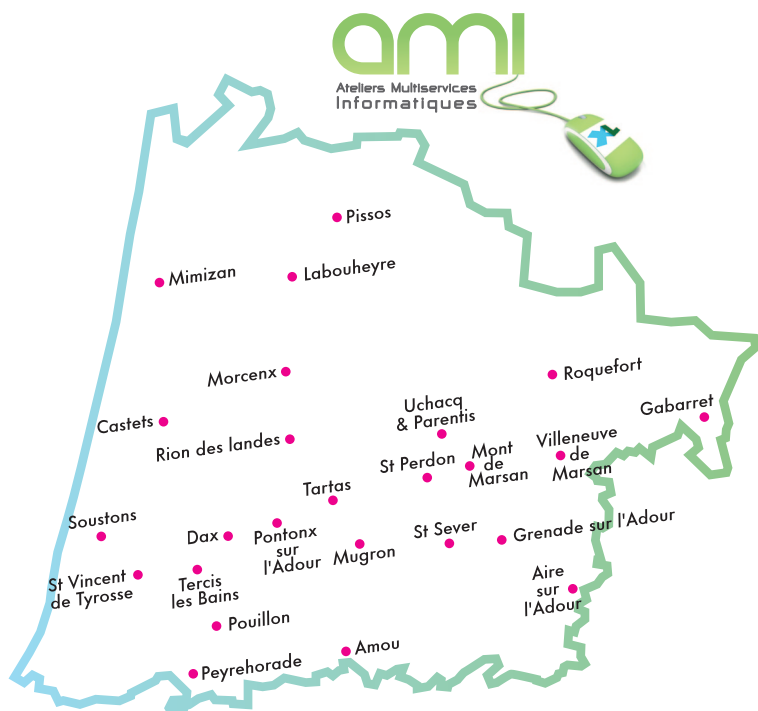 ami
Ateliers Multiservices
Informatiques
Pissos
Mimizan
Labouheyre
Morcenx
Roquefort
Castets
Uchacq
& Parentis
Gabarret
Rion des landes
St Perdon
Mont
de
Marsan
Villeneuve
de
Marsan
Tartas
Soustons
Dax
Pontonx
sur
l'Adour
Mugron
St Sever
Grenade sur l'Adour
St Vincent
de Tyrosse
Tercis
les Bains
Aire
sur
l'Adour
Pouillon
Amou
Peyrehorade